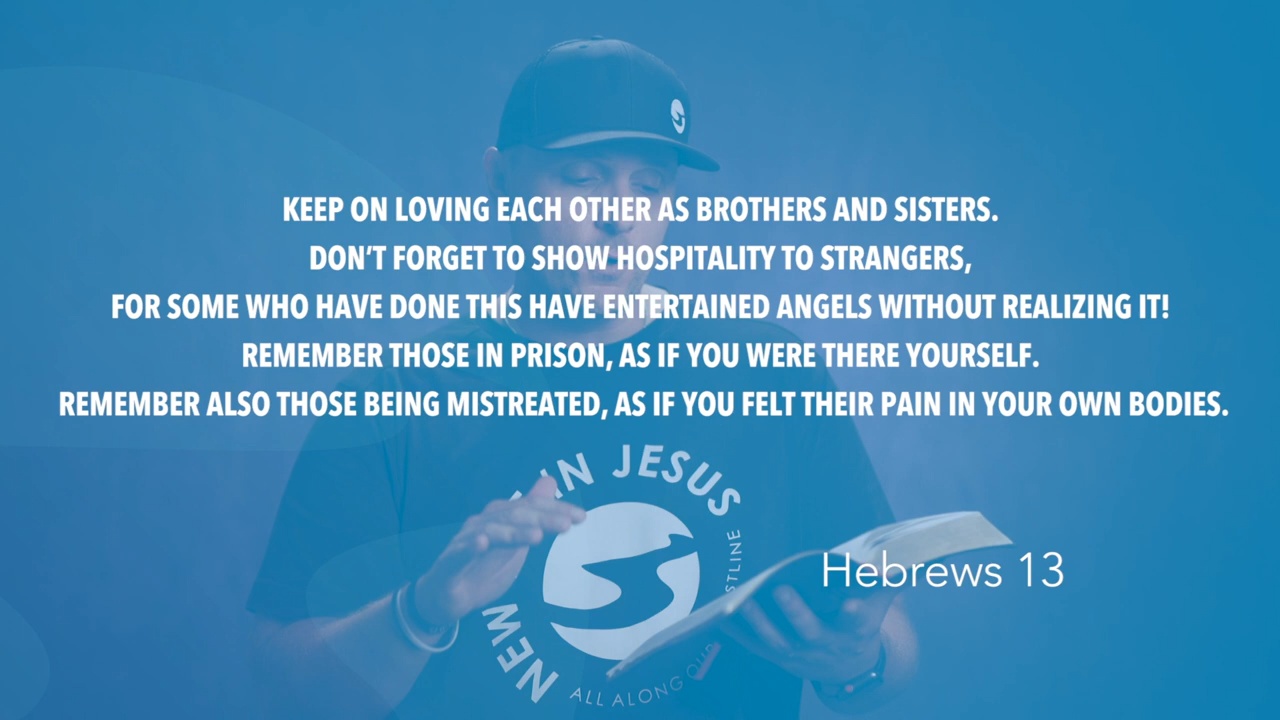 KEEP ON LOVING EACH OTHER AS BROTHERS AND SISTERS.
DON'T FORGET TO SHOW HOSPITALITY TO STRANGERS,
FOR SOME WHO HAVE DONE THIS HAVE ENTERTAINED ANGELS WITHOUT REALIZING IT!
REMEMBER THOSE IN PRISON, AS IF YOU WERE THERE YOURSELF.
REMEMBER ALSO THOSE BEING MISTREATED, AS IF YOU FELT THEIR PAIN IN YOUR OWN BODIES.
Hebrews 13
NEW IN JESUS
ALL ALONG OUR